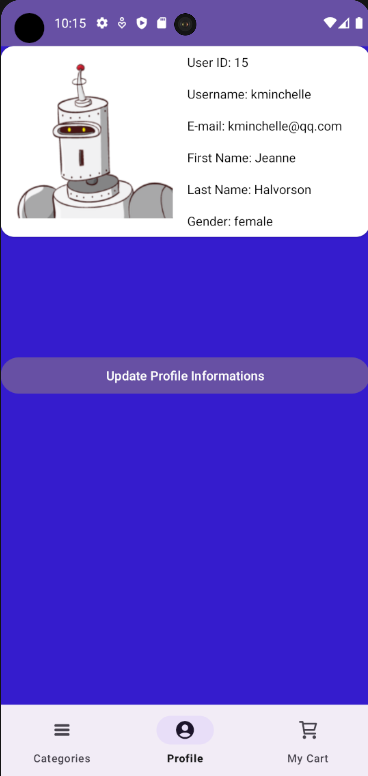 10:15
User ID: 15
Username: kminchelle
E-mail: kminchelle@qq.com
First Name: Jeanne
Last Name: Halvorson
Gender: female
Update Profile Informations
Categories
Profile
My Cart